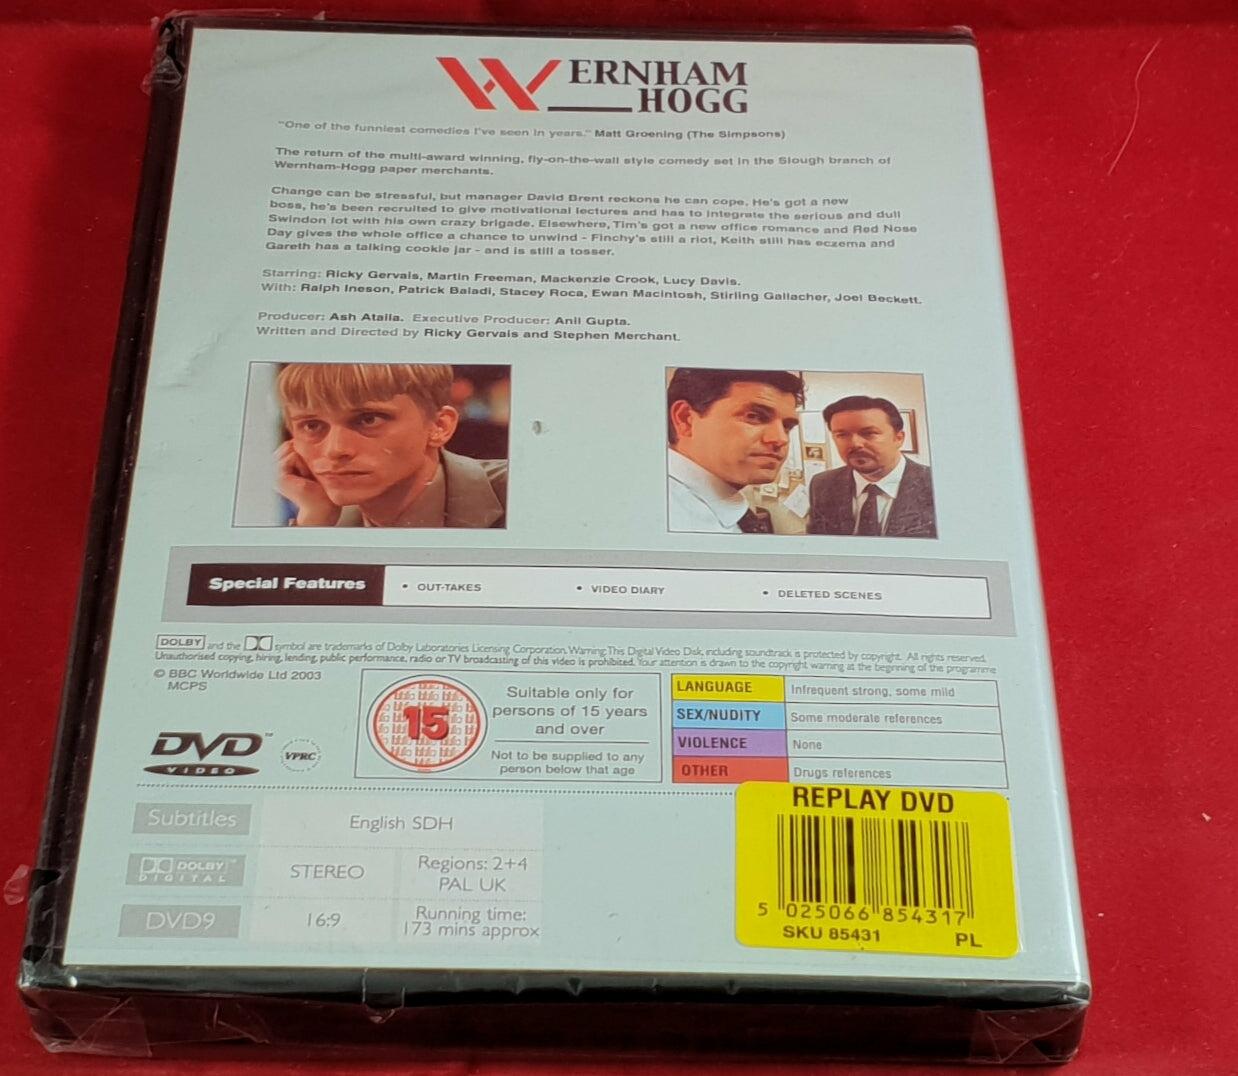 WERNHAM
HOGG
"One of the funniest comedies I've seen in years." Matt Groening (The Simpsons)
The return of the multi-award winning, fly-on-the-wall style comedy set in the Slough branch of
Wernham-Hogg paper merchants.
Change can be stressful, but manager David Brent reckons he can cope. He's got a new
boss, he's been recruited to give motivational lectures and has to integrate the serious and dull
Swindon lot with his own crazy brigade. Elsewhere, Tim's got a new office romance and Red Nose
Day gives the whole office a chance to unwind - Finchy's still a riot, Keith still has eczema and
Gareth has a talking cookie jar - and is still a tosser.
Starring: Ricky Gervais, Martin Freeman, Mackenzie Crook, Lucy Davis.
With: Ralph Ineson, Patrick Baladi, Stacey Roca, Ewan Macintosh, Stirling Gallacher, Joel Beckett.
Producer: Ash Atalla. Executive Producer: Anil Gupta.
Written and Directed by Ricky Gervais and Stephen Merchant.
Special Features • OUT-TAKES • VIDEO DIARY • DELETED SCENES
DOLBY and the symbol are trademarks of Dolby Laboratories Licensing Corporation. Warning: This Digital Video Disk, including soundtrack is protected by copyright. All rights reserved.
Unauthorised copying, hiring, lending, public performance, radio or TV broadcasting of this video is prohibited. Your attention is drawn to the copyright warning at the beginning of the programme
© BBC Worldwide Ltd 2003
MCPS
DVD™
VIDEO
VPRC
15
Suitable only for
persons of 15 years
and over
Not to be supplied to any
person below that age
LANGUAGE Infrequent strong, some mild
SEX/NUDITY Some moderate references
VIOLENCE None
OTHER Drugs references
Subtitles English SDH
DOLBY™
DIGITAL
STEREO
Regions: 2+4
PAL UK
DVD9
16:9
Running time:
173 mins approx
REPLAY DVD
5 025066 854317
SKU 85431 PL